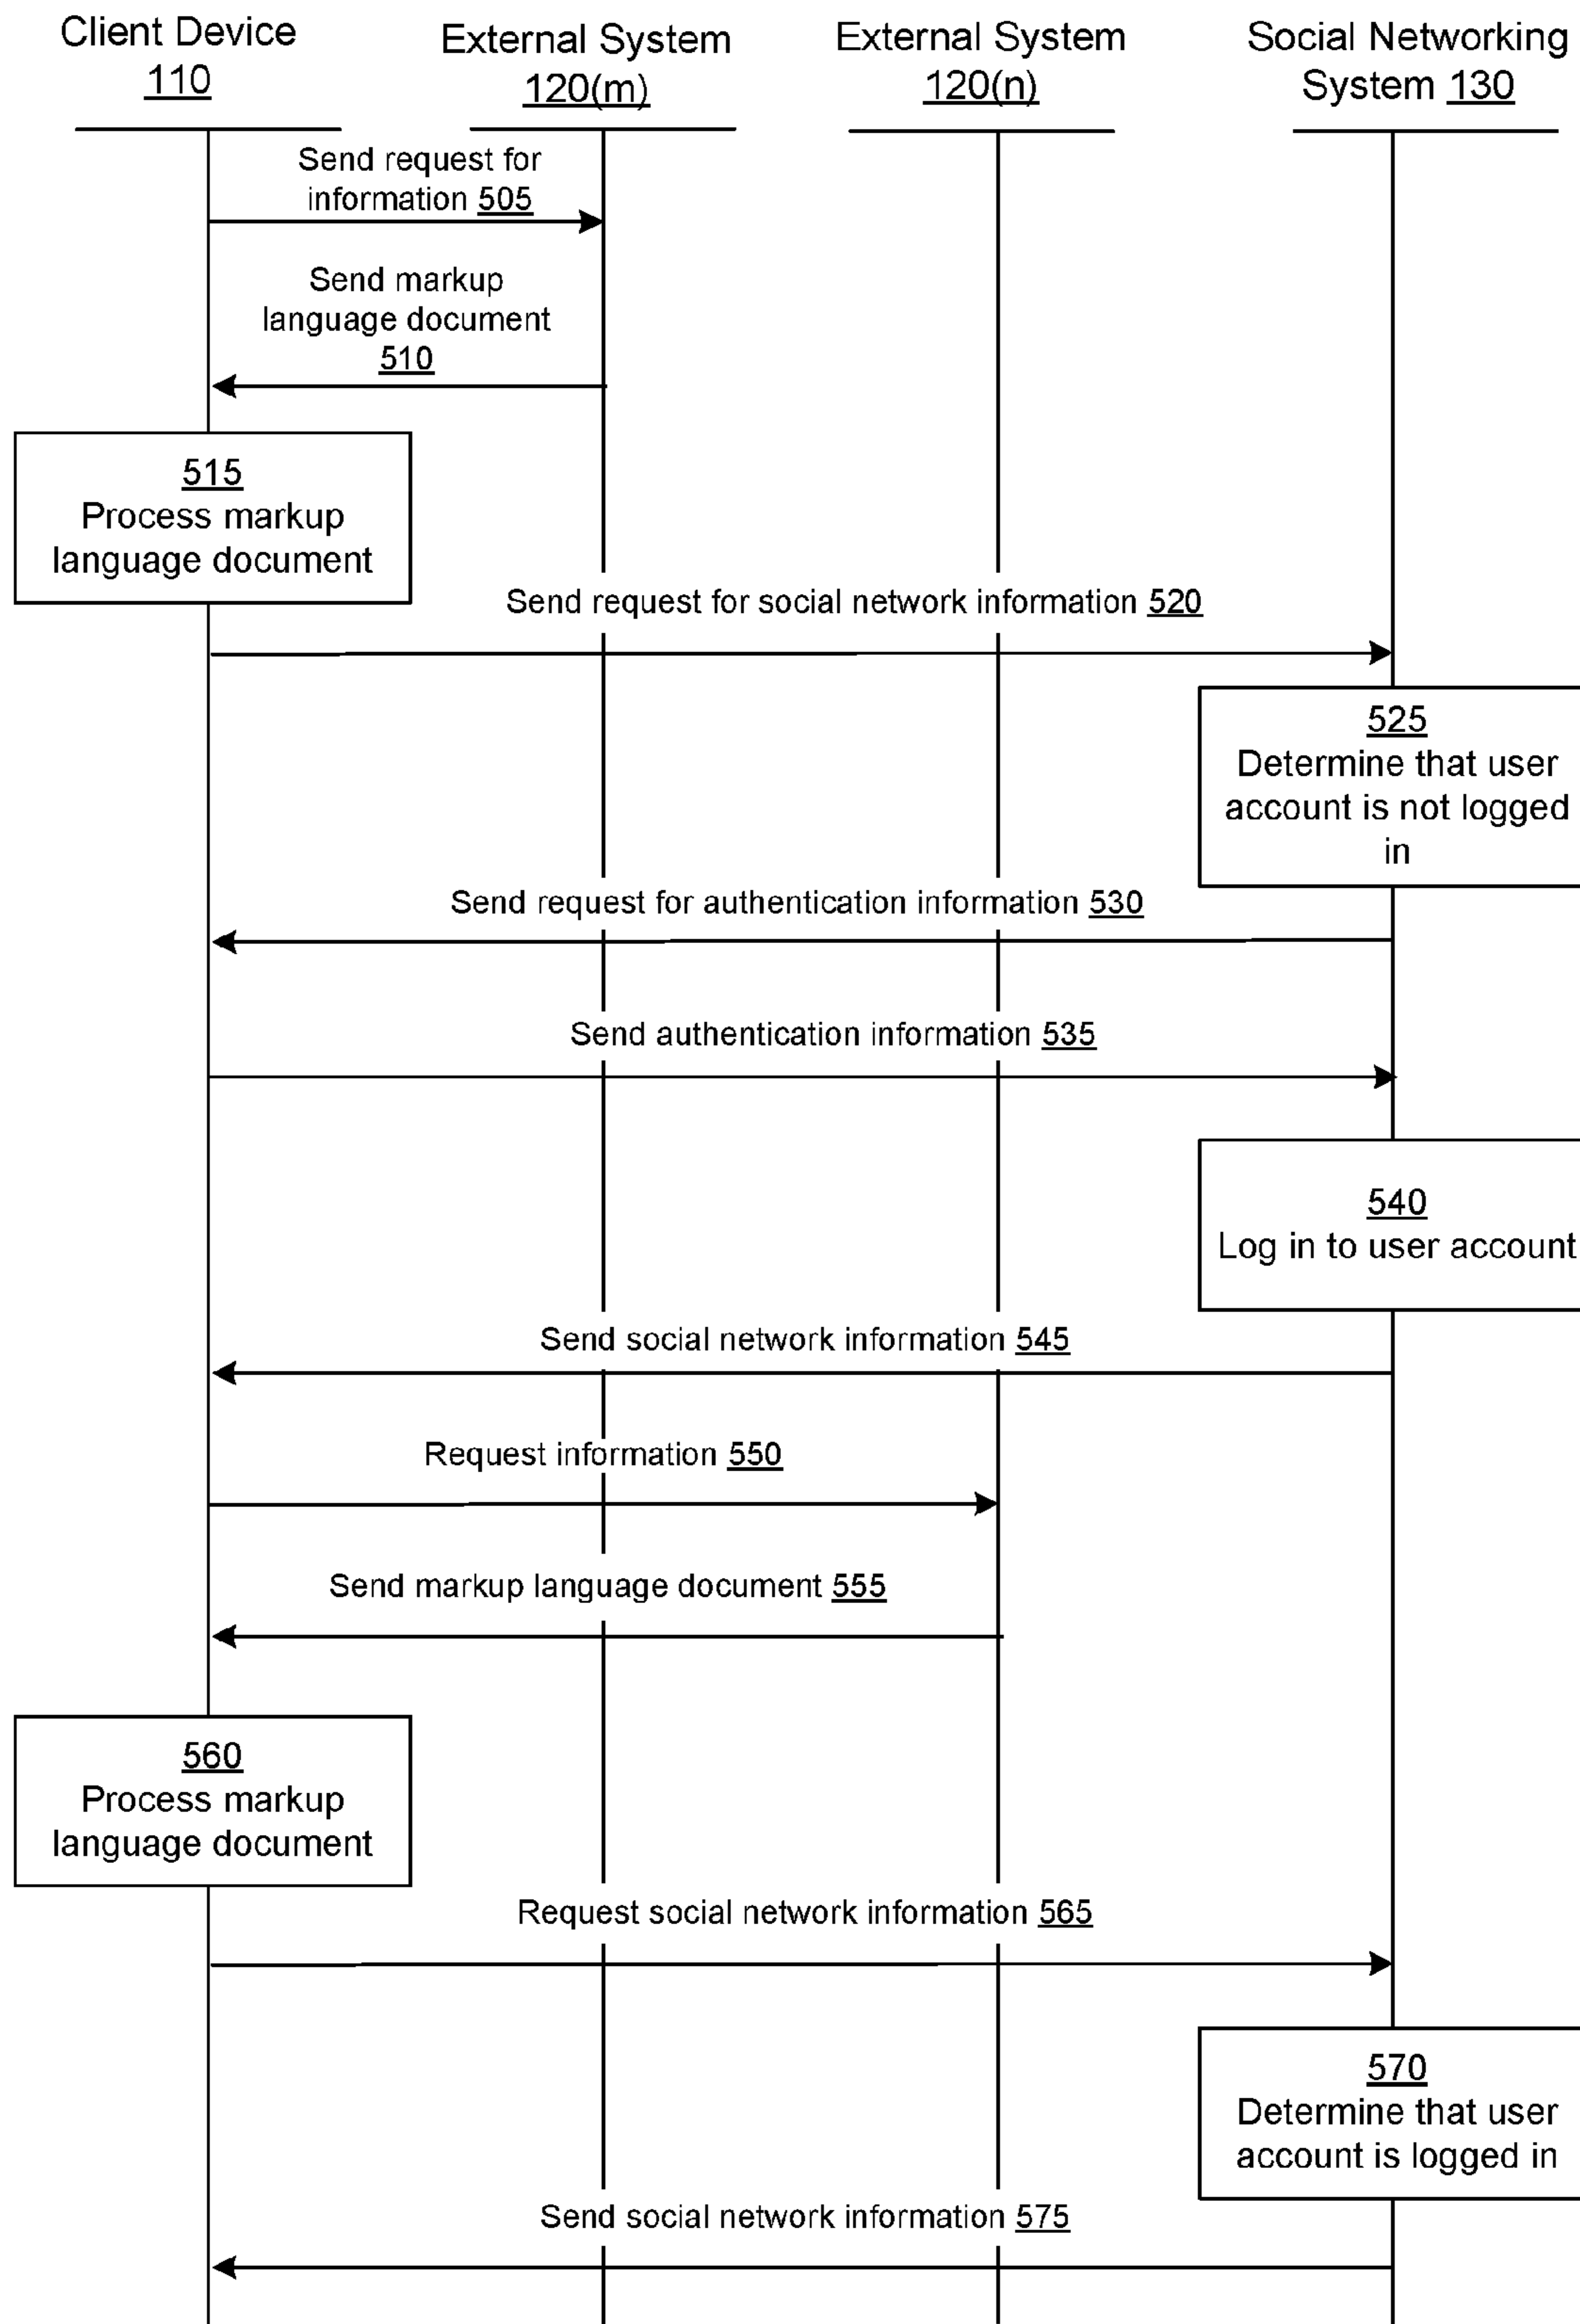 Client Device
110
External System
120(m)
External System
120(n)
Social Networking
System 130
Send request for
information 505
Send markup
language document
510
515
Process markup
language document
Send request for social network information 520
525
Determine that user
account is not logged
in
Send request for authentication information 530
Send authentication information 535
540
Log in to user account
Send social network information 545
Request information 550
Send markup language document 555
560
Process markup
language document
Request social network information 565
570
Determine that user
account is logged in
Send social network information 575